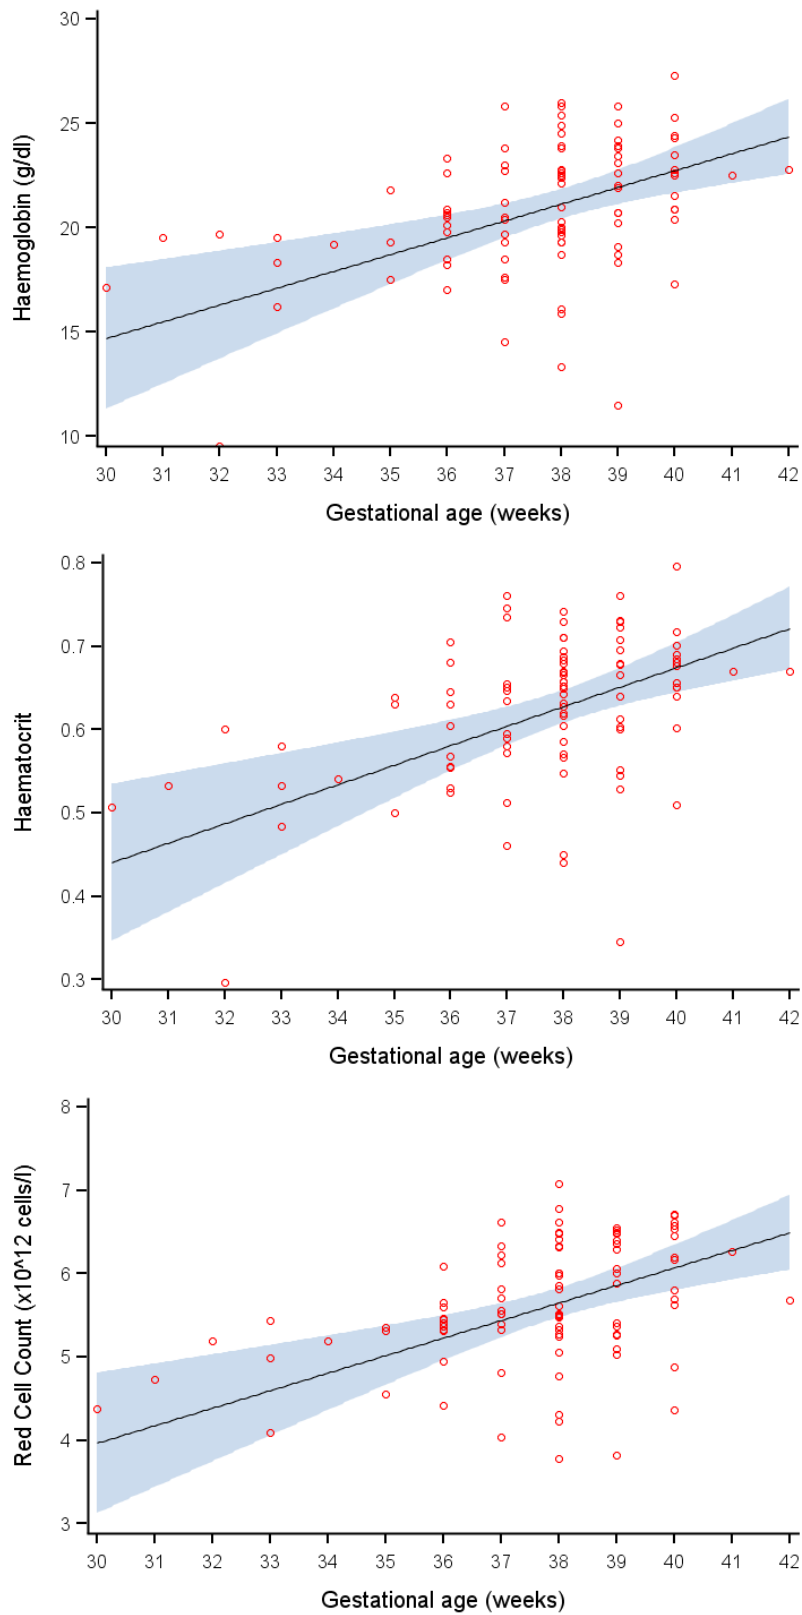 30
25
20
15
10
Haemoglobin (g/dl)
30 31 32 33 34 35 36 37 38 39 40 41 42
Gestational age (weeks)
0.8
0.7
0.6
0.5
0.4
0.3
Haematocrit
30 31 32 33 34 35 36 37 38 39 40 41 42
Gestational age (weeks)
8
7
6
5
4
3
Red Cell Count (x10^12 cells/l)
30 31 32 33 34 35 36 37 38 39 40 41 42
Gestational age (weeks)